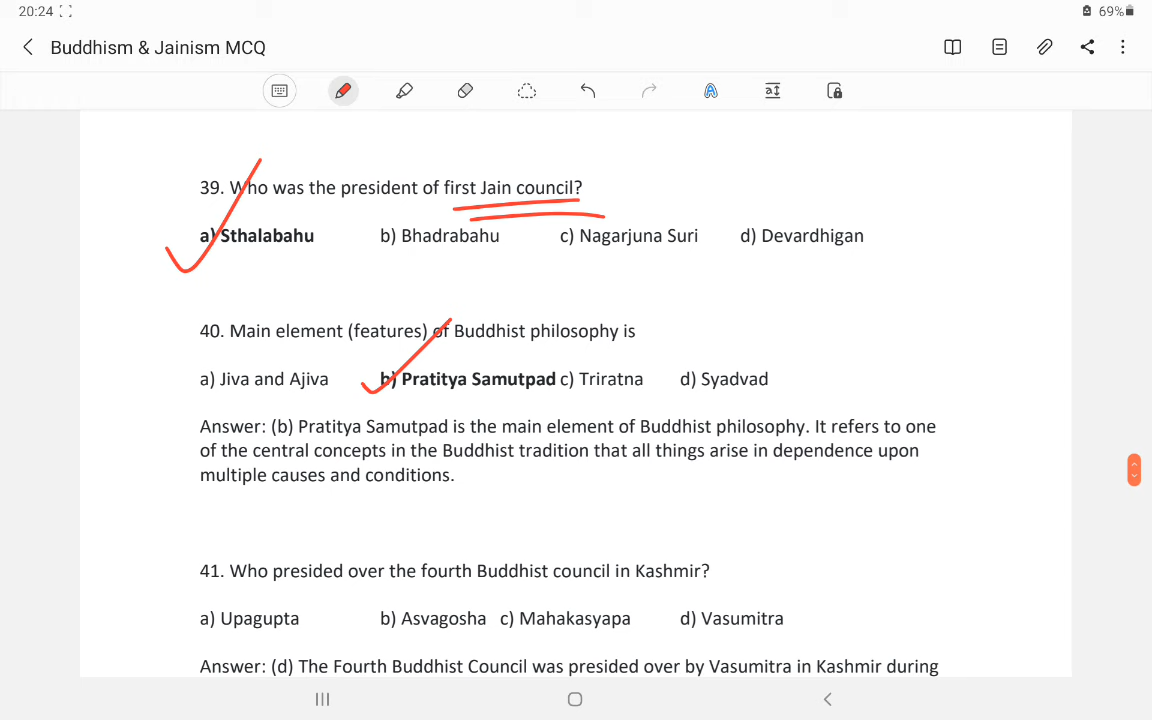 20:24
69%
Buddhism & Jainism MCQ
39. Who was the president of first Jain council?
a) Sthalabahu b) Bhadrabahu c) Nagarjuna Suri d) Devardhigan
40. Main element (features) of Buddhist philosophy is
a) Jiva and Ajiva b) Pratitya Samutpad c) Triratna d) Syadvad
Answer: (b) Pratitya Samutpad is the main element of Buddhist philosophy. It refers to one
of the central concepts in the Buddhist tradition that all things arise in dependence upon
multiple causes and conditions.
41. Who presided over the fourth Buddhist council in Kashmir?
a) Upagupta b) Asvagosha c) Mahakasyapa d) Vasumitra
Answer: (d) The Fourth Buddhist Council was presided over by Vasumitra in Kashmir during